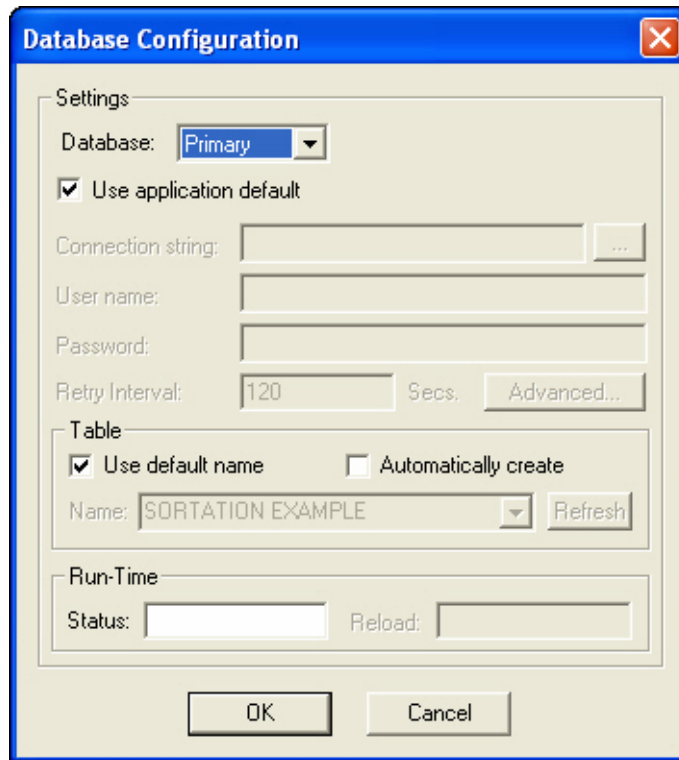 Database Configuration
Settings
Database: Primary
Use application default
Connection string: ...
User name:
Password:
Retry Interval: 120 Secs. Advanced...
Table
Use default name Automatically create
Name: SORTATION EXAMPLE Refresh
Run-Time
Status: Reload:
OK Cancel